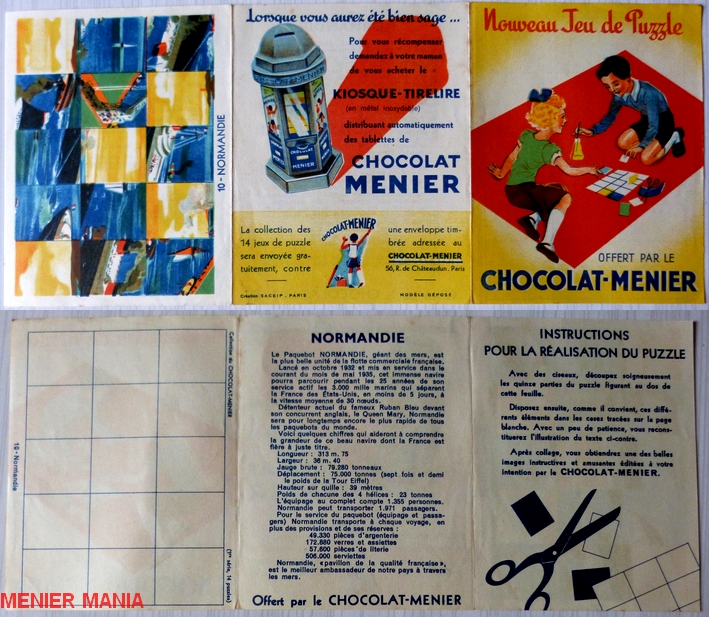 10 - NORMANDIE
Lorsque vous aurez été bien sage ...
Pour vous récompenser
demandez à votre maman
de vous acheter le
KIOSQUE-TIRELIRE
(en métal inoxydable)
distribuant automatiquement
des tablettes de
CHOCOLAT
MENIER
MENIER
CHOCOLAT
MENIER
La collection des
14 jeux de puzzle
sera envoyée gra-
tuitement, contre
CHOCOLAT-MENIER
une enveloppe tim-
brée adressée au
CHOCOLAT-MENIER
56, R. de Châteaudun. Paris
Création SACEIP. PARIS
MODÈLE DÉPOSÉ
Nouveau Jeu de Puzzle
OFFERT PAR LE
CHOCOLAT-MENIER
Collection du CHOCOLAT-MENIER
10 - Normandie
(1re série, 14 puzzles)
NORMANDIE
Le Paquebot NORMANDIE, géant des mers, est
la plus belle unité de la flotte commerciale française.
Lancé en octobre 1932 et mis en service dans le
courant du mois de mai 1935, cet immense navire
pourra parcourir pendant les 25 années de son
service actif les 3.000 mille marins qui séparent
la France des États-Unis, en moins de 5 jours, à
la vitesse moyenne de 30 nœuds.
Détenteur actuel du fameux Ruban Bleu devant
son concurrent anglais, le Queen Mary, Normandie
sera pour longtemps encore le plus rapide de tous
les paquebots du monde.
Voici quelques chiffres qui aideront à comprendre
la grandeur de ce beau navire dont la France est
fière à juste titre.
Longueur : 313 m. 75
Largeur : 36 m. 40
Jauge brute : 79.280 tonneaux
Déplacement : 75.000 tonnes (sept fois et demi
le poids de la Tour Eiffel)
Hauteur sur quille : 39 mètres
Poids de chacune des 4 hélices : 23 tonnes
L'équipage au complet compte 1.355 personnes.
Normandie peut transporter 1.971 passagers.
Pour le service du paquebot (équipage et passa-
gers) Normandie transporte à chaque voyage, en
plus des provisions et de ses réserves :
49.330 pièces d'argenterie
172.880 verres et assiettes
57.600 pièces de literie
506.000 serviettes
Normandie, «pavillon de la qualité française»,
est le meilleur ambassadeur de notre pays à travers
les mers.
Offert par le CHOCOLAT-MENIER
INSTRUCTIONS
POUR LA RÉALISATION DU PUZZLE
Avec des ciseaux, découpez soigneusement
les quinze parties du puzzle figurant au dos de
cette feuille.
Disposez ensuite, comme il convient, ces diffé-
rents éléments dans les cases tracées sur la page
blanche. Avec un peu de patience, vous recons-
tituerez l'illustration du texte ci-contre.
Après collage, vous obtiendrez une des belles
images instructives et amusantes éditées à votre
intention par le CHOCOLAT-MENIER.
MENIER MANIA